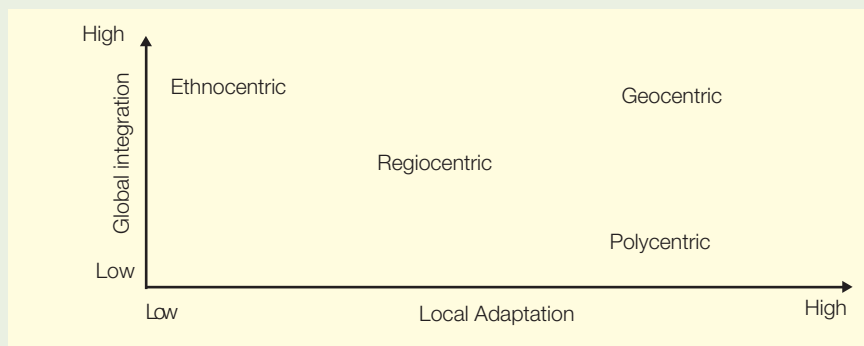 High
Ethnocentric
Geocentric
Global integration
Regiocentric
Polycentric
Low
Low
Local Adaptation
High